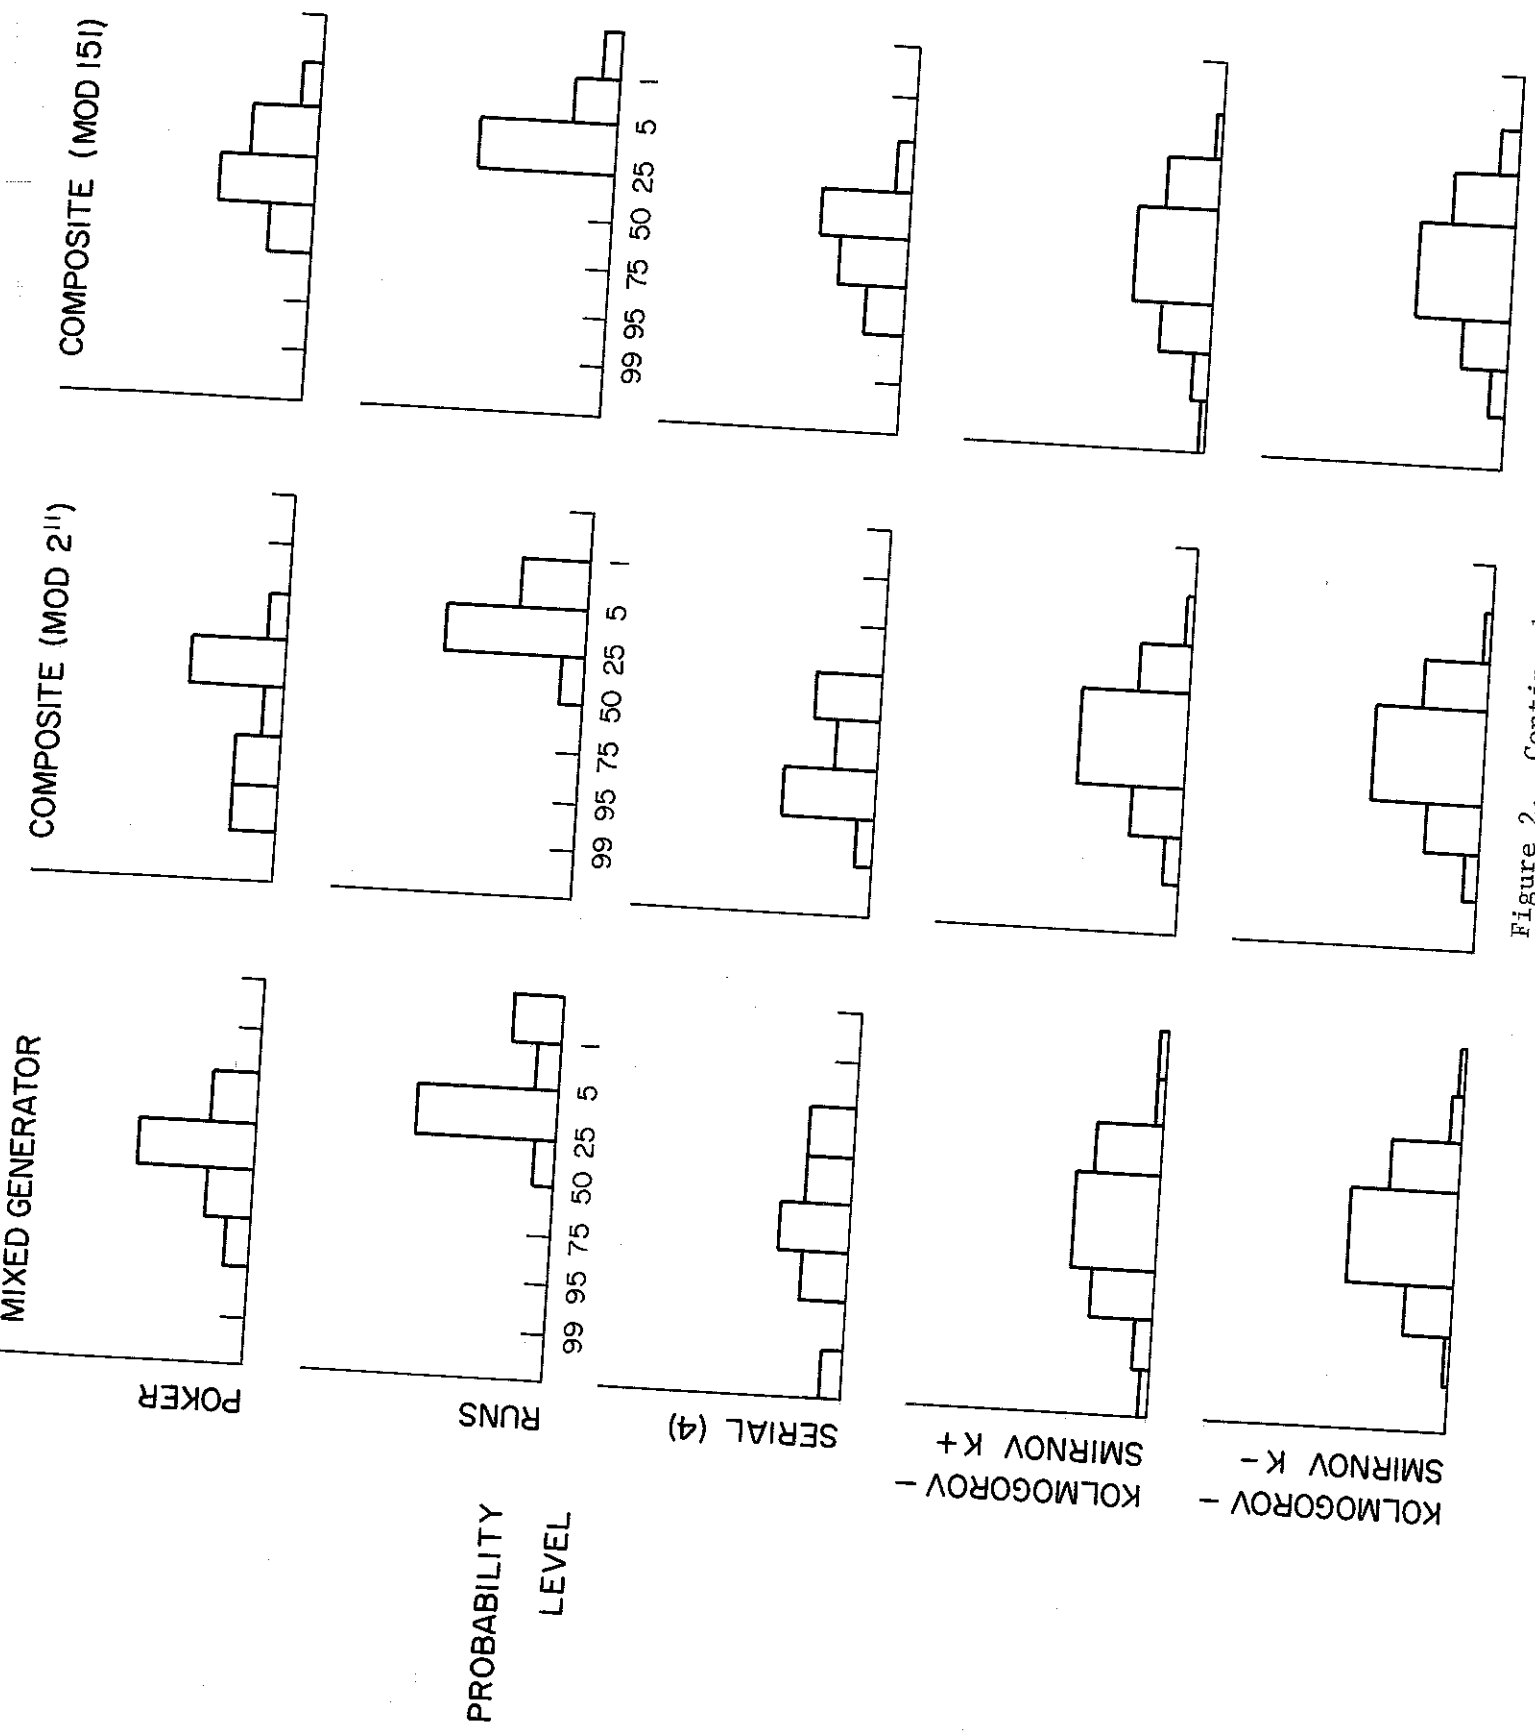 MIXED GENERATOR
COMPOSITE (MOD 2¹¹)
COMPOSITE (MOD 151)
POKER
RUNS
PROBABILITY
LEVEL
99 95 75 50 25 5 1
99 95 75 50 25 5 1
99 95 75 50 25 5 1
SERIAL (4)
KOLMOGOROV –
SMIRNOV K+
KOLMOGOROV –
SMIRNOV K–
Figure 2.